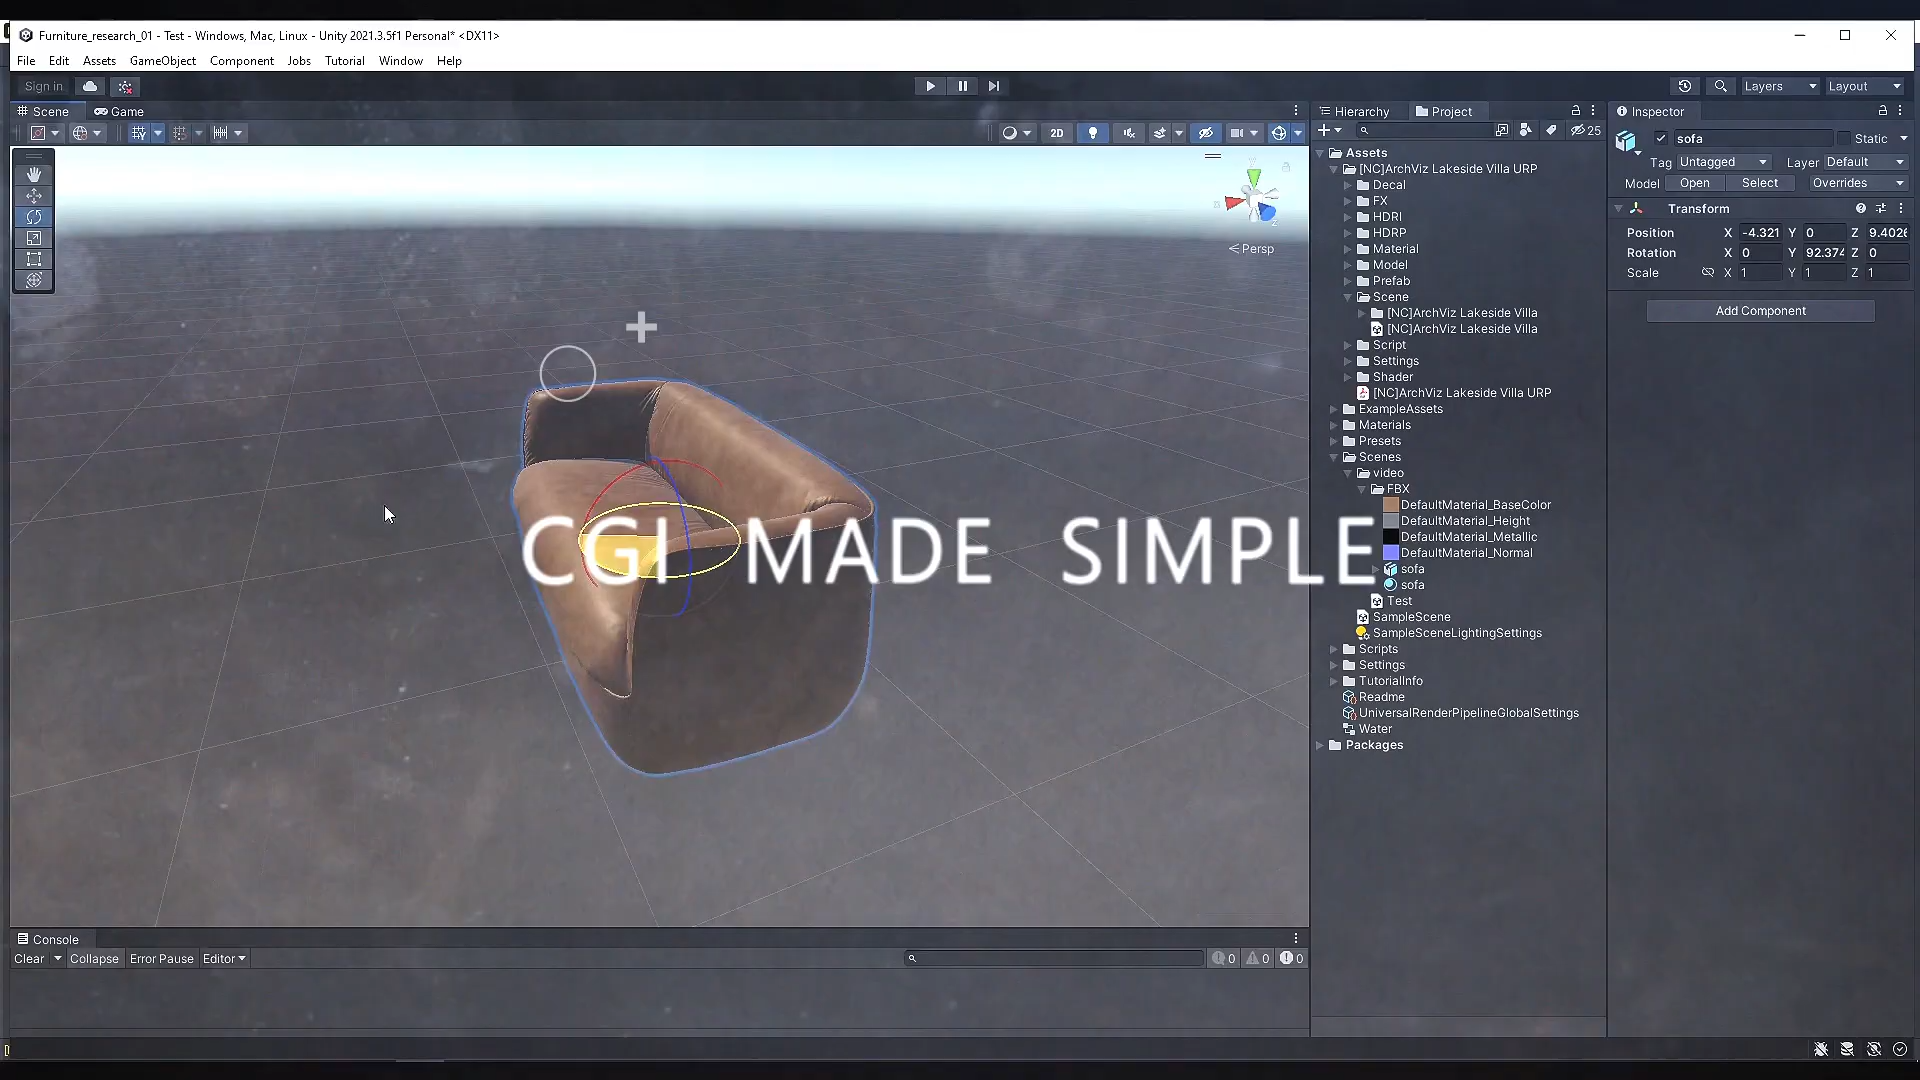 Furniture_research_01 - Test - Windows, Mac, Linux - Unity 2021.3.5f1 Personal* <DX11>
File Edit Assets GameObject Component Jobs Tutorial Window Help
Sign in
Layers Layout
Scene Game
2D
Persp
CGI MADE SIMPLE
Hierarchy Project
25
Assets
[NC]ArchViz Lakeside Villa URP
Decal
FX
HDRI
HDRP
Material
Model
Prefab
Scene
[NC]ArchViz Lakeside Villa
[NC]ArchViz Lakeside Villa
Script
Settings
Shader
[NC]ArchViz Lakeside Villa URP
ExampleAssets
Materials
Presets
Scenes
video
FBX
DefaultMaterial_BaseColor
DefaultMaterial_Height
DefaultMaterial_Metallic
DefaultMaterial_Normal
sofa
sofa
Test
SampleScene
SampleSceneLightingSettings
Scripts
Settings
TutorialInfo
Readme
UniversalRenderPipelineGlobalSettings
Water
Packages
Inspector
sofa Static
Tag Untagged Layer Default
Model Open Select Overrides
Transform
Position X -4.321 Y 0 Z 9.4026
Rotation X 0 Y 92.374 Z 0
Scale X 1 Y 1 Z 1
Add Component
Console
Clear Collapse Error Pause Editor
0 0 0